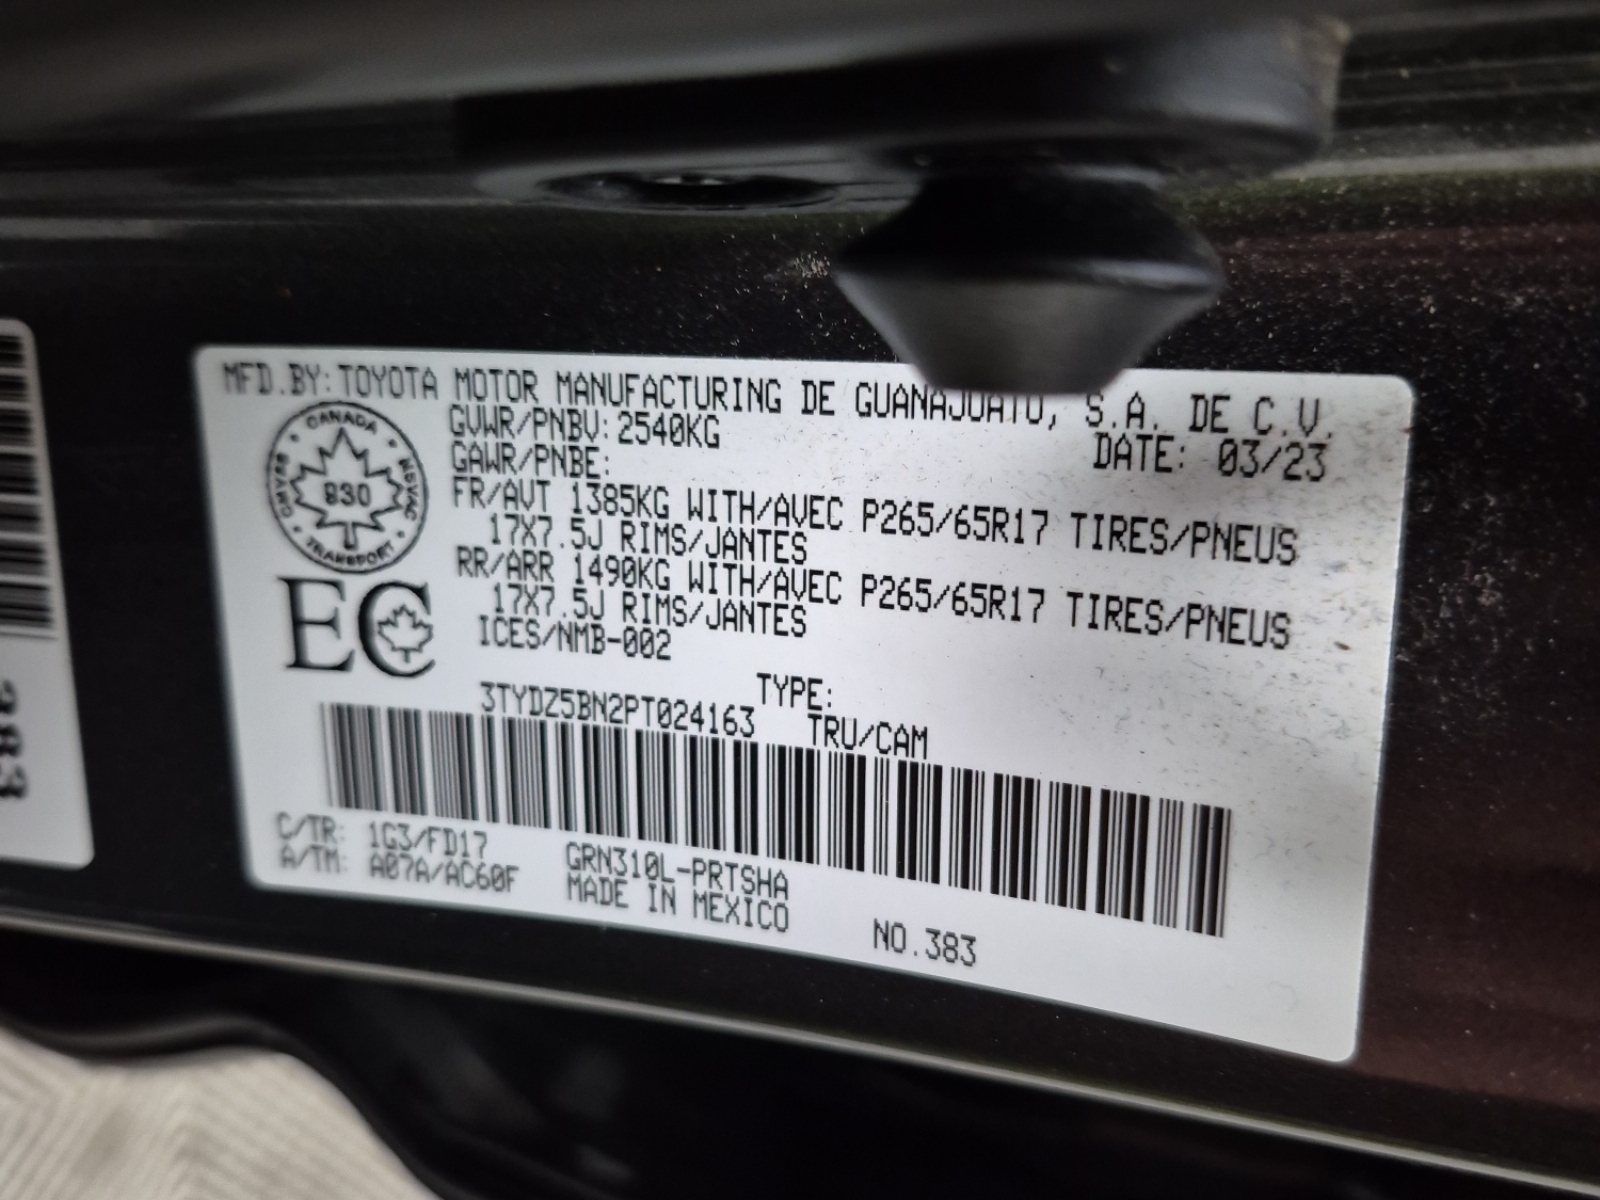 MFD.BY:TOYOTA MOTOR MANUFACTURING DE GUANAJUATO, S.A. DE C.V.
GVWR/PNBV:2540KG
DATE: 03/23
GAWR/PNBE:
FR/AVT 1385KG WITH/AVEC P265/65R17 TIRES/PNEUS
17X7.5J RIMS/JANTES
RR/ARR 1490KG WITH/AVEC P265/65R17 TIRES/PNEUS
17X7.5J RIMS/JANTES
ICES/NMB-002
CANADA
NSVAC
TRANSPORT
930
EC
TYPE:
3TYDZ5BN2PT024163
TRU/CAM
C/TR: 1G3/FD17
A/TM: A07A/AC60F
GRN310L-PRTSHA
MADE IN MEXICO
NO.383
383